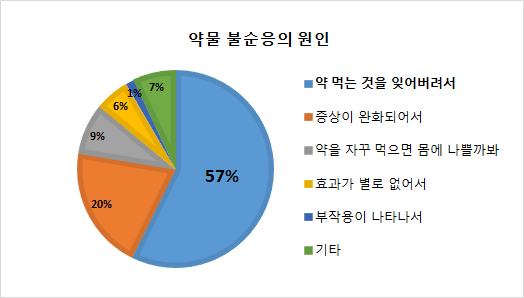 약물 불순응의 원인
7%
1%
6%
9%
20%
57%
약 먹는 것을 잊어버려서
증상이 완화되어서
약을 자꾸 먹으면 몸에 나쁠까봐
효과가 별로 없어서
부작용이 나타나서
기타